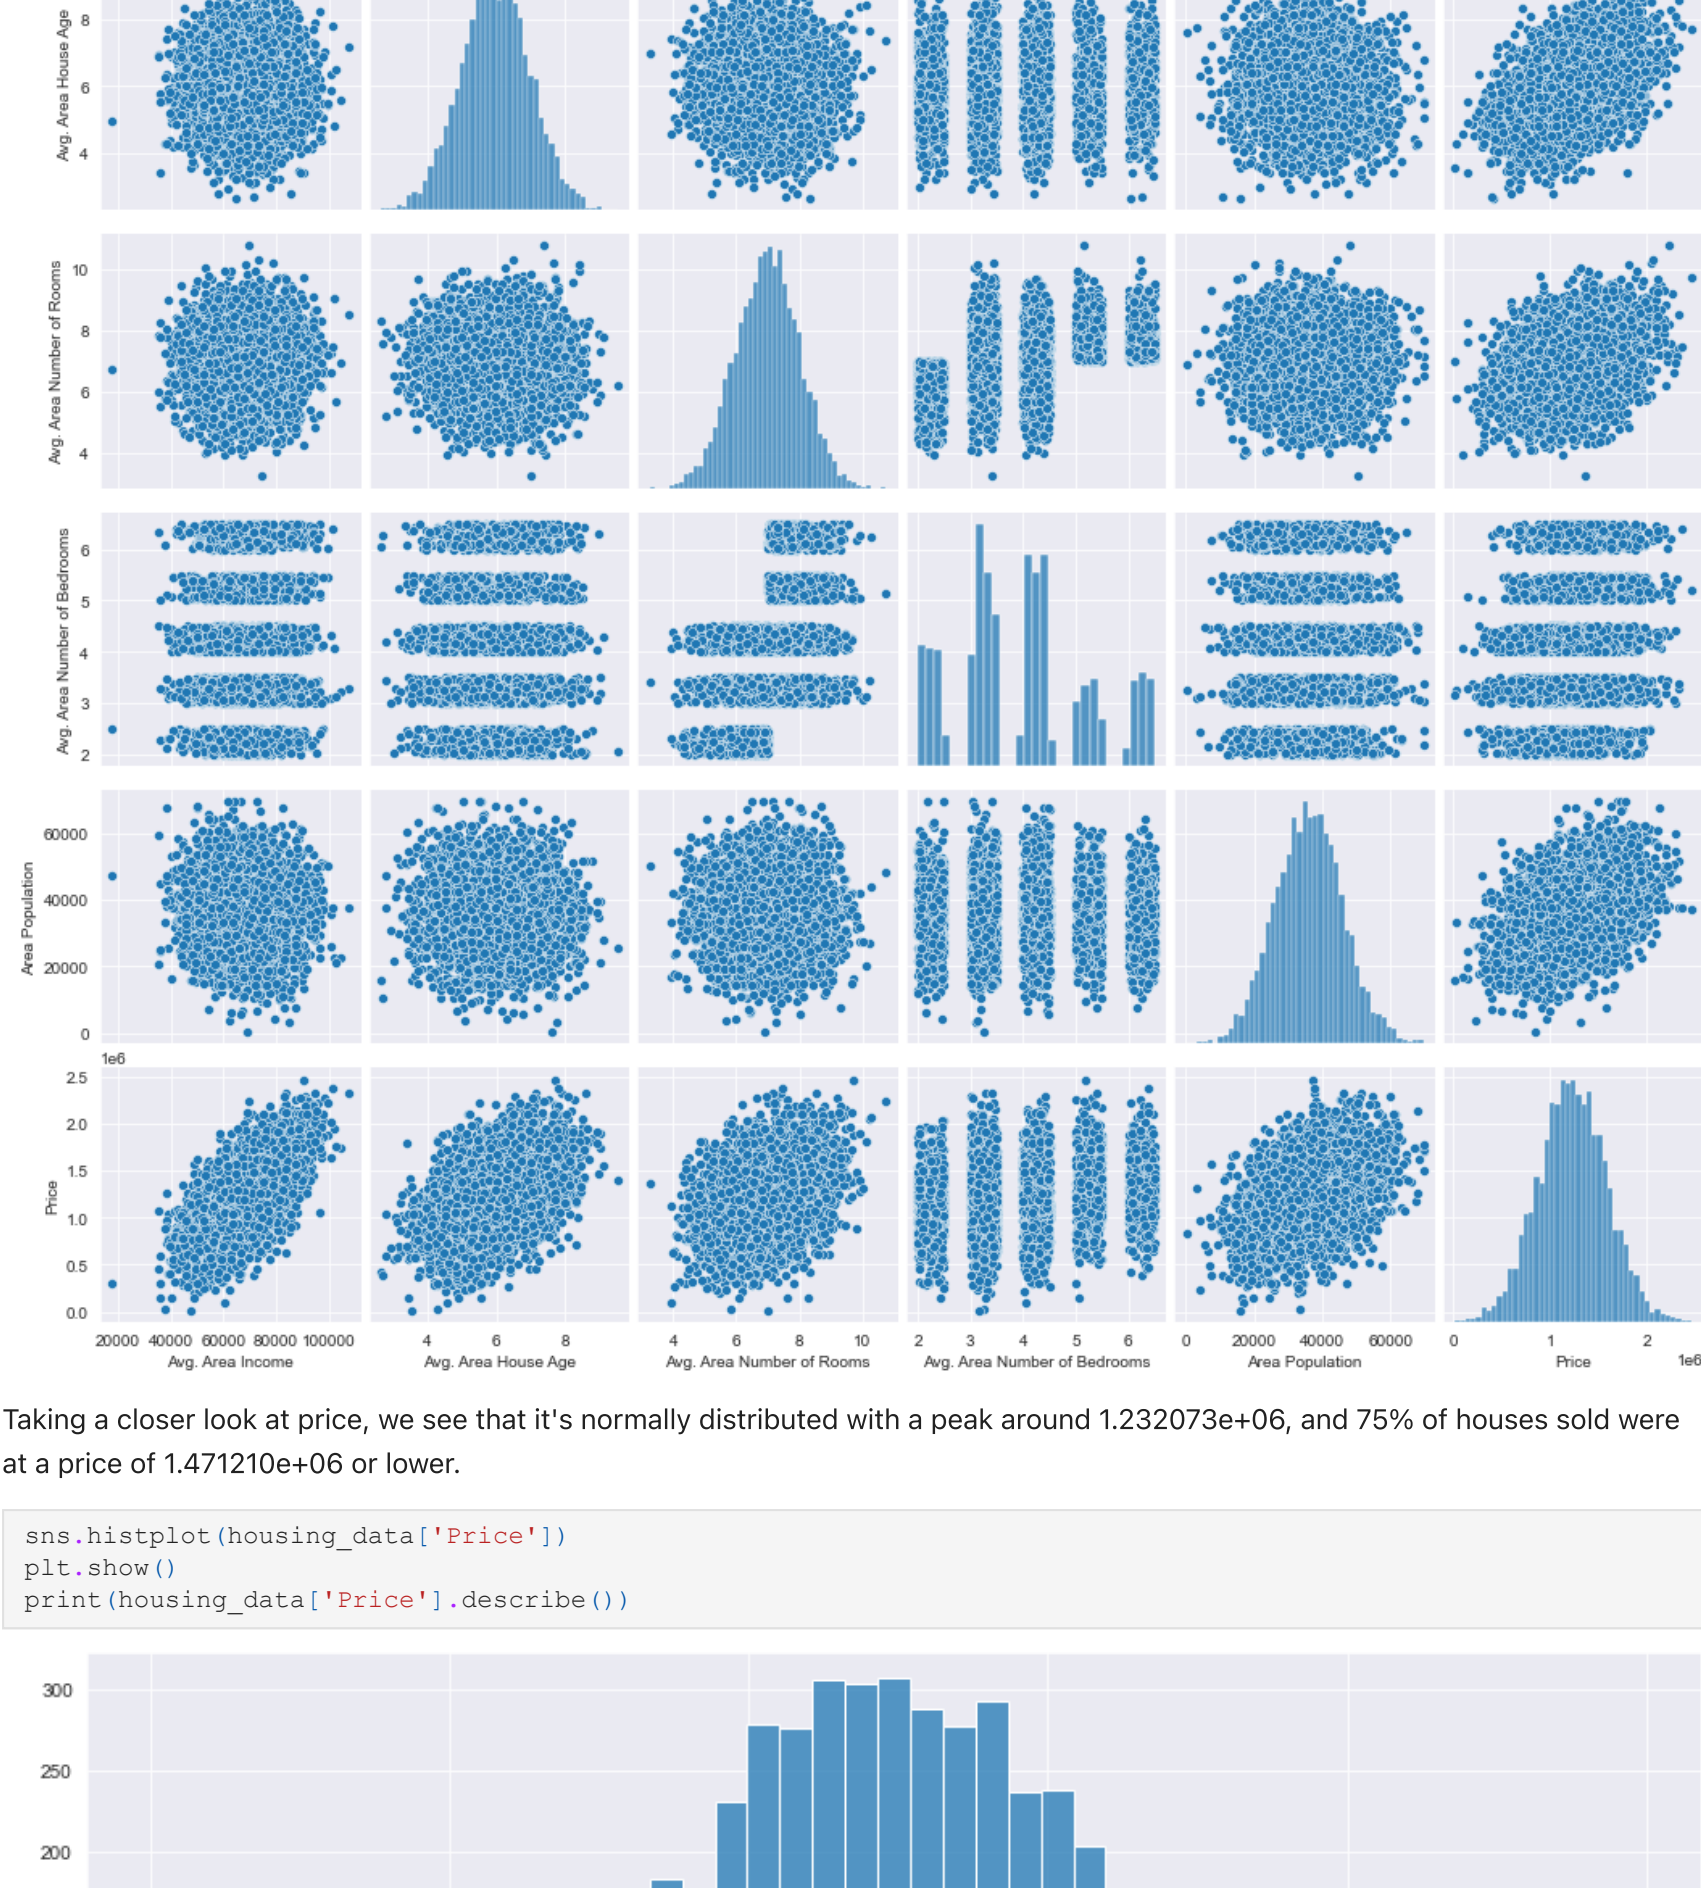 Avg. Area House Age
8
6
4
Avg. Area Number of Rooms
10
8
6
4
Avg. Area Number of Bedrooms
6
5
4
3
2
Area Population
60000
40000
20000
0
1e6
Price
2.5
2.0
1.5
1.0
0.5
0.0
20000 40000 60000 80000 100000
4 6 8
4 6 8 10
2 3 4 5 6
0 20000 40000 60000
0 1 2
1e6
Avg. Area Income
Avg. Area House Age
Avg. Area Number of Rooms
Avg. Area Number of Bedrooms
Area Population
Price
Taking a closer look at price, we see that it's normally distributed with a peak around 1.232073e+06, and 75% of houses sold were
at a price of 1.471210e+06 or lower.
sns.histplot(housing_data['Price'])
plt.show()
print(housing_data['Price'].describe())
300
250
200